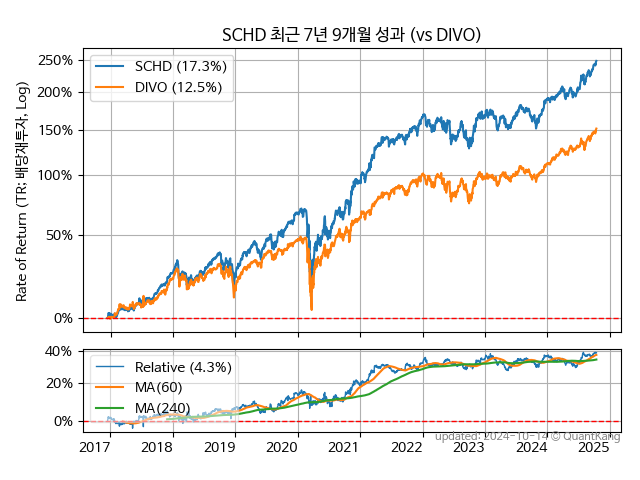 SCHD 최근 7년 9개월 성과 (vs DIVO)
Rate of Return (TR: 배당재투자, Log)
250%
200%
150%
100%
50%
0%
SCHD (17.3%)
DIVO (12.5%)
40%
20%
0%
Relative (4.3%)
MA(60)
MA(240)
2017 2018 2019 2020 2021 2022 2023 2024 2025
updated: 2024-10-14 © QuantKang